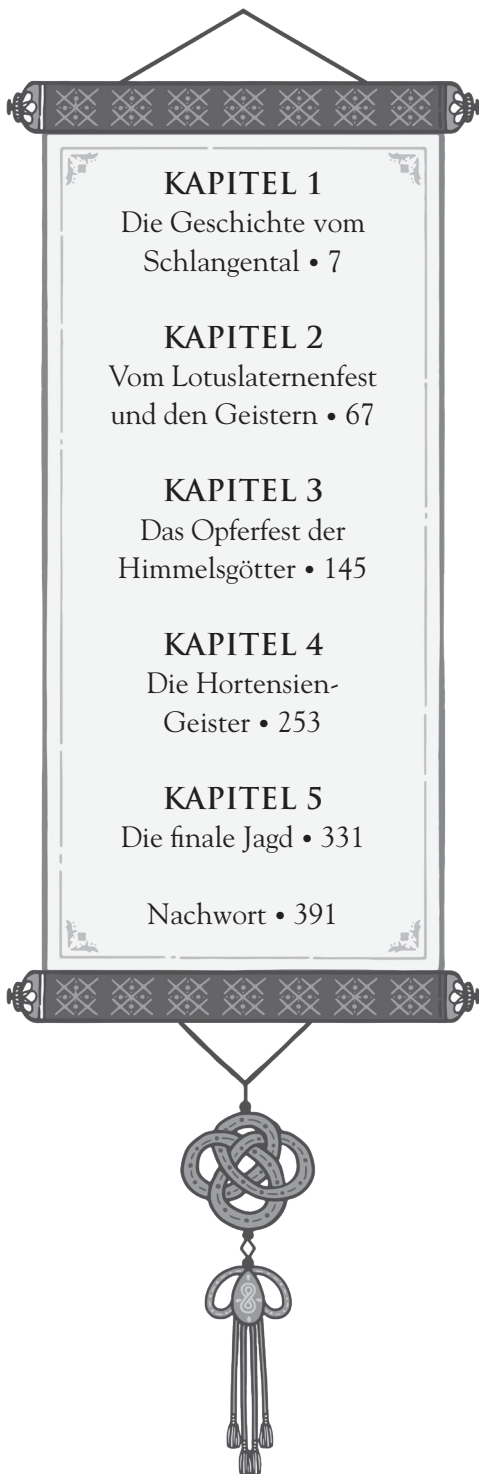 KAPITEL 1
Die Geschichte vom
Schlangental • 7
KAPITEL 2
Vom Lotuslaternenfest
und den Geistern • 67
KAPITEL 3
Das Opferfest der
Himmelsgötter • 145
KAPITEL 4
Die Hortensien-
Geister • 253
KAPITEL 5
Die finale Jagd • 331
Nachwort • 391